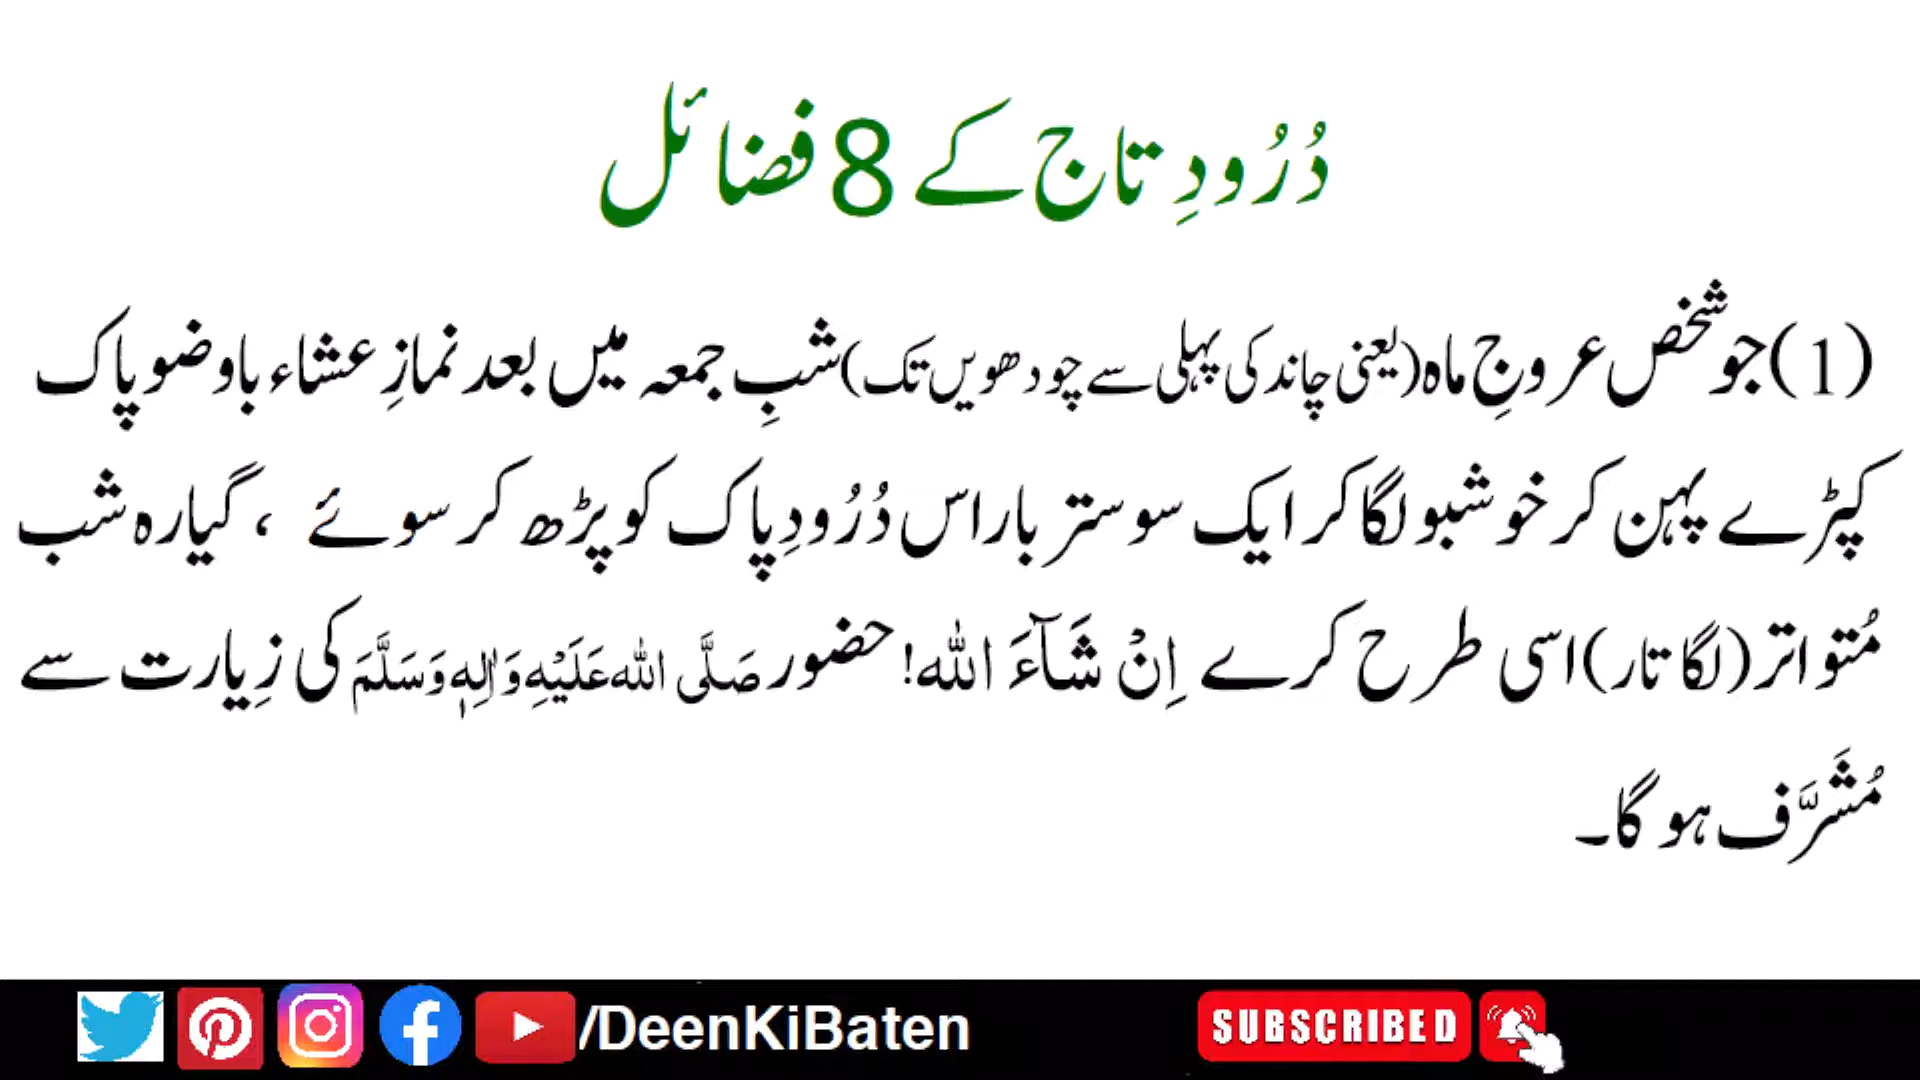 دُرُودِ تاج کے 8 فضائل
(1) جو شخص عروجِ ماہ (یعنی چاند کی پہلی سے چودھویں تک) شبِ جمعہ میں بعد نمازِ عشاء باوضو پاک
کپڑے پہن کر خوشبو لگا کر ایک سو ستر بار اس دُرُودِ پاک کو پڑھ کر سوئے ، گیارہ شب
مُتواتر (لگا تار) اسی طرح کرے اِنْ شَآءَ اللہ! حضور صَلَّی اللہ عَلَیْہِ وَاٰلِہٖ وَسَلَّمَ کی زِیارت سے
مُشَرَّف ہو گا۔
/DeenKiBaten
SUBSCRIBED